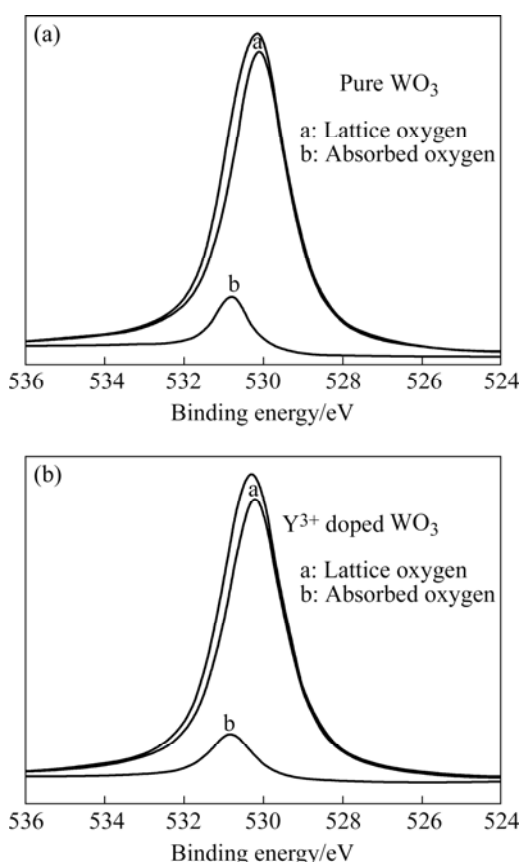 (a)
a
Pure WO3
a: Lattice oxygen
b: Absorbed oxygen
b
536 534 532 530 528 526 524
Binding energy/eV
(b)
a
Y3+ doped WO3
a: Lattice oxygen
b: Absorbed oxygen
b
536 534 532 530 528 526 524
Binding energy/eV